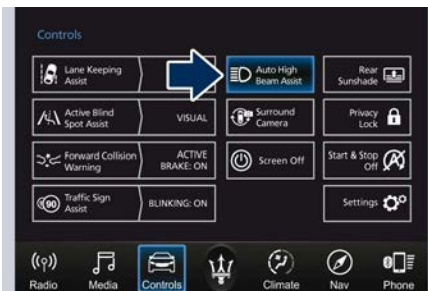 Controls
Lane Keeping
Assist
Auto High
Beam Assist
Rear
Sunshade
Active Blind
Spot Assist
VISUAL
Surround
Camera
Privacy
Lock
Forward Collision
Warning
ACTIVE
BRAKE: ON
Screen Off
Start & Stop
Off
90
Traffic Sign
Assist
BLINKING: ON
Settings
Radio
Media
Controls
Climate
Nav
Phone